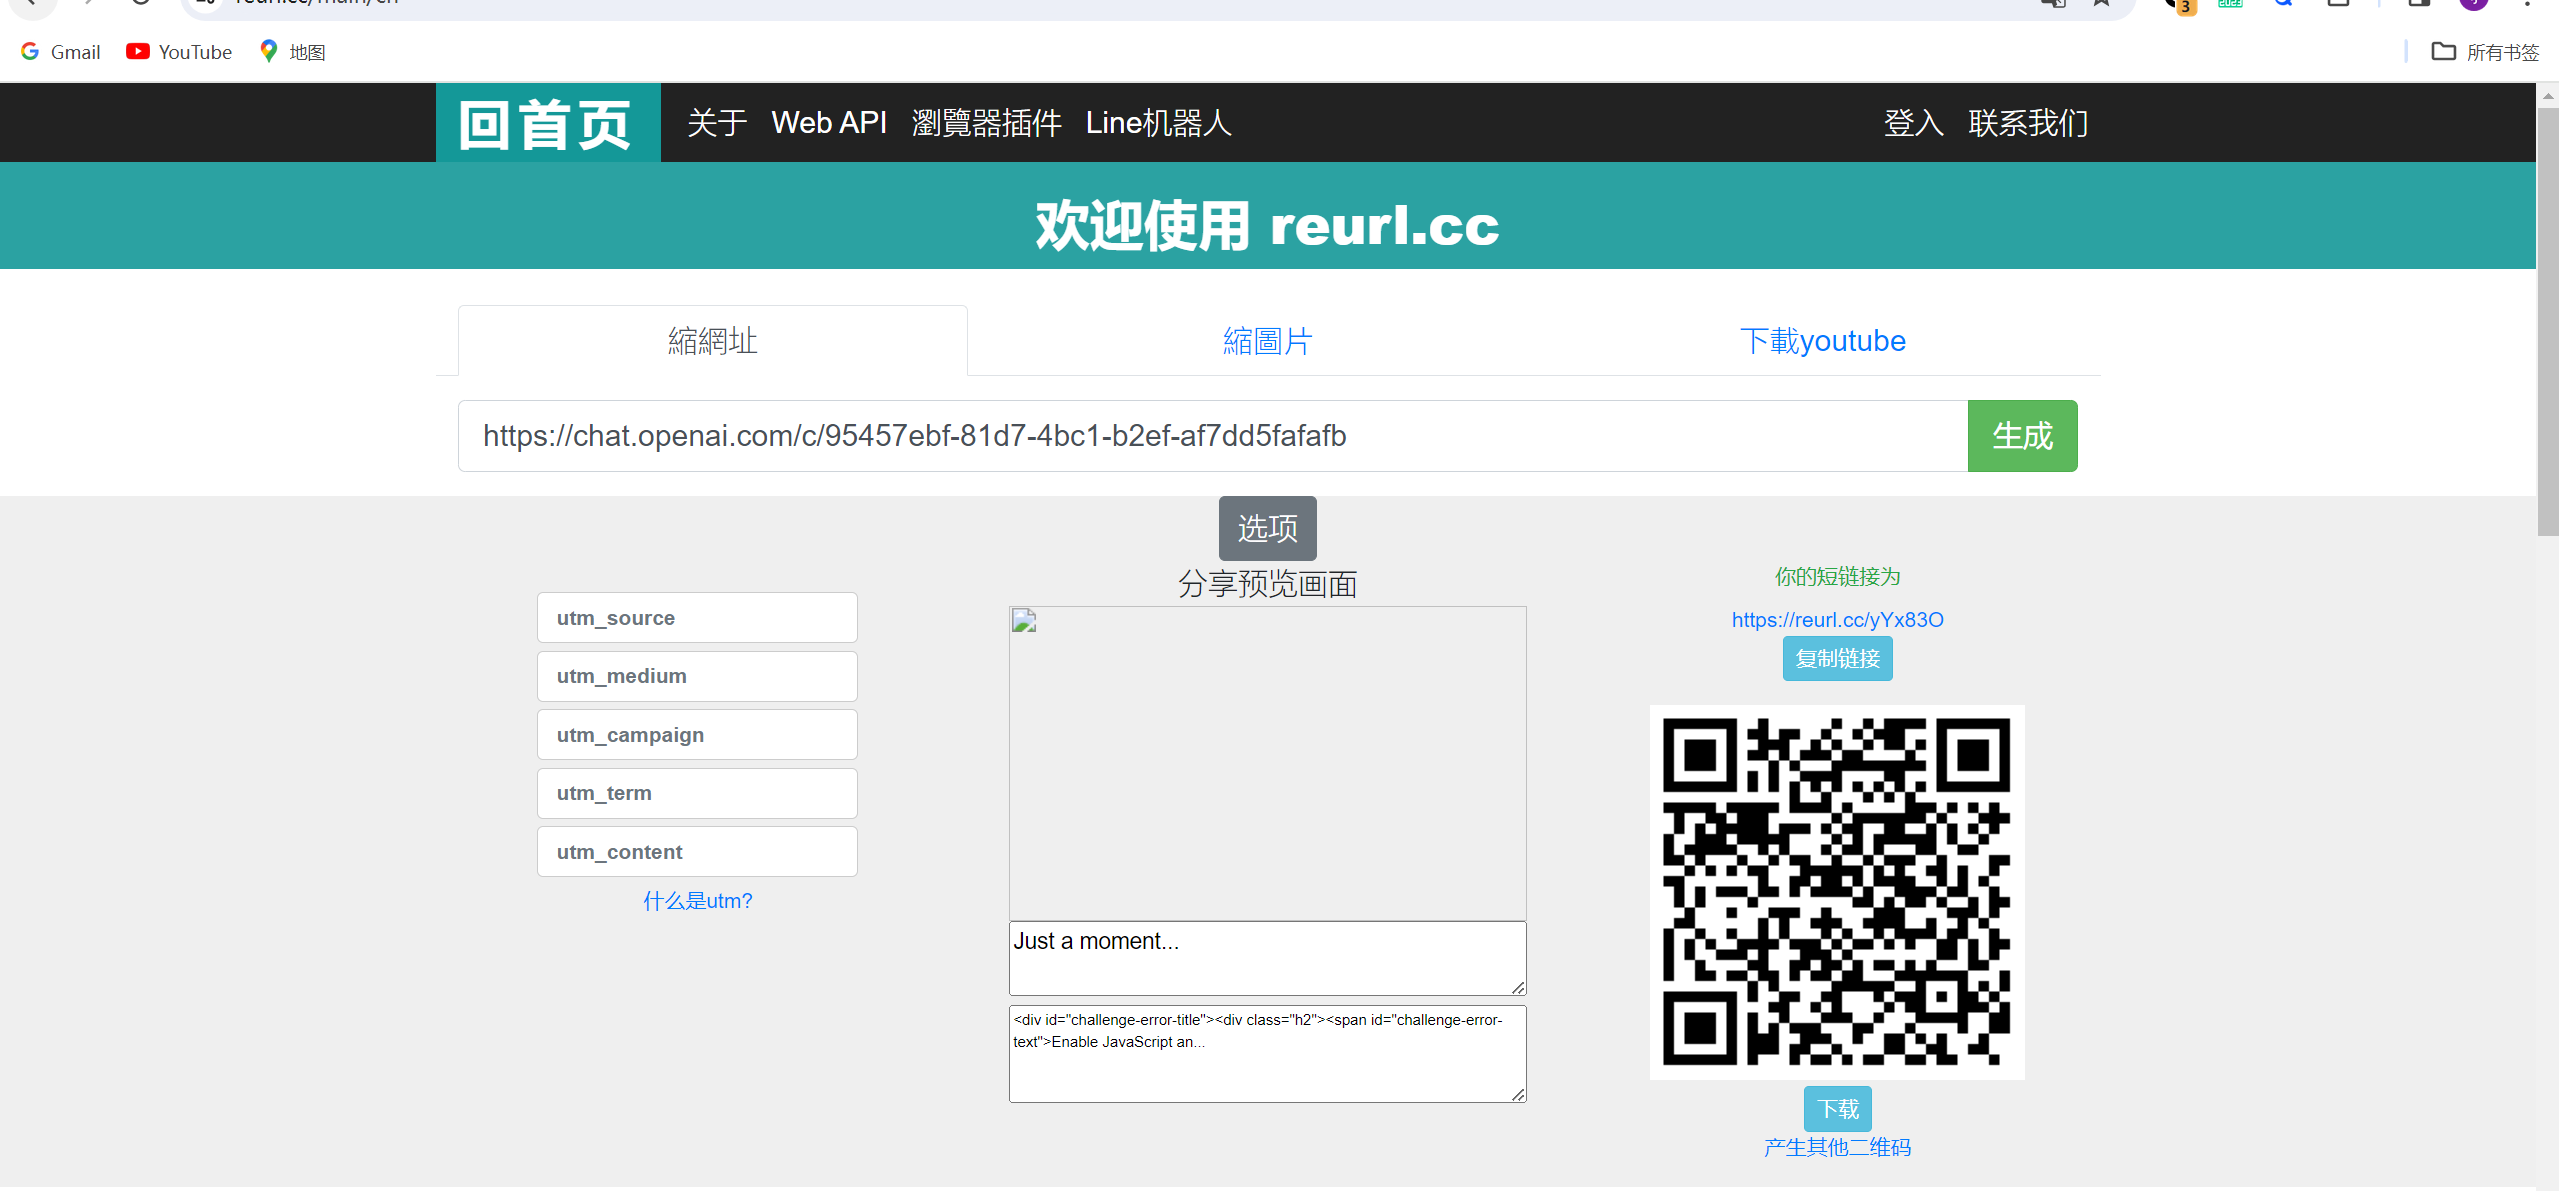 Gmail YouTube 地图 所有书签
回首页 关于 Web API 瀏覽器插件 Line机器人 登入 联系我们
欢迎使用 reurl.cc
縮網址 縮圖片 下載youtube
https://chat.openai.com/c/95457ebf-81d7-4bc1-b2ef-af7dd5fafafb 生成
选项
utm_source
utm_medium
utm_campaign
utm_term
utm_content
什么是utm?
分享预览画面
Just a moment...
<div id="challenge-error-title"><div class="h2"><span id="challenge-error-
text">Enable JavaScript an...
你的短链接为
https://reurl.cc/yYx83O
复制链接
下载
产生其他二维码